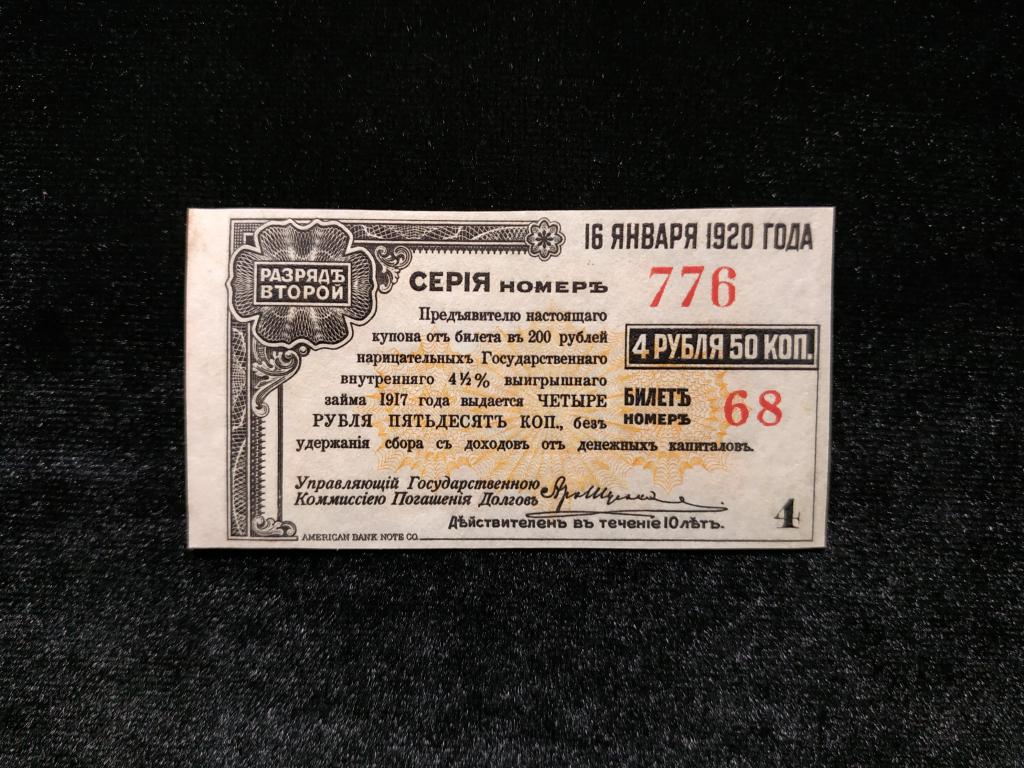 РАЗРЯДЪ
ВТОРОЙ
16 ЯНВАРЯ 1920 ГОДА
СЕРІЯ НОМЕРЪ 776
Предъявителю настоящаго
купона отъ билета въ 200 рублей
нарицательныхъ Государственнаго
внутренняго 4½% выигрышнаго
займа 1917 года выдается ЧЕТЫРЕ
РУБЛЯ ПЯТЬДЕСЯТЪ КОП., безъ
удержанія сбора съ доходовъ отъ денежныхъ капиталовъ.
4 РУБЛЯ 50 КОП.
БИЛЕТЪ
НОМЕРЪ 68
Управляющій Государственною
Коммиссіею Погашенія Долговъ
Дѣйствителенъ въ теченіе 10 лѣтъ.
4
AMERICAN BANK NOTE CO.